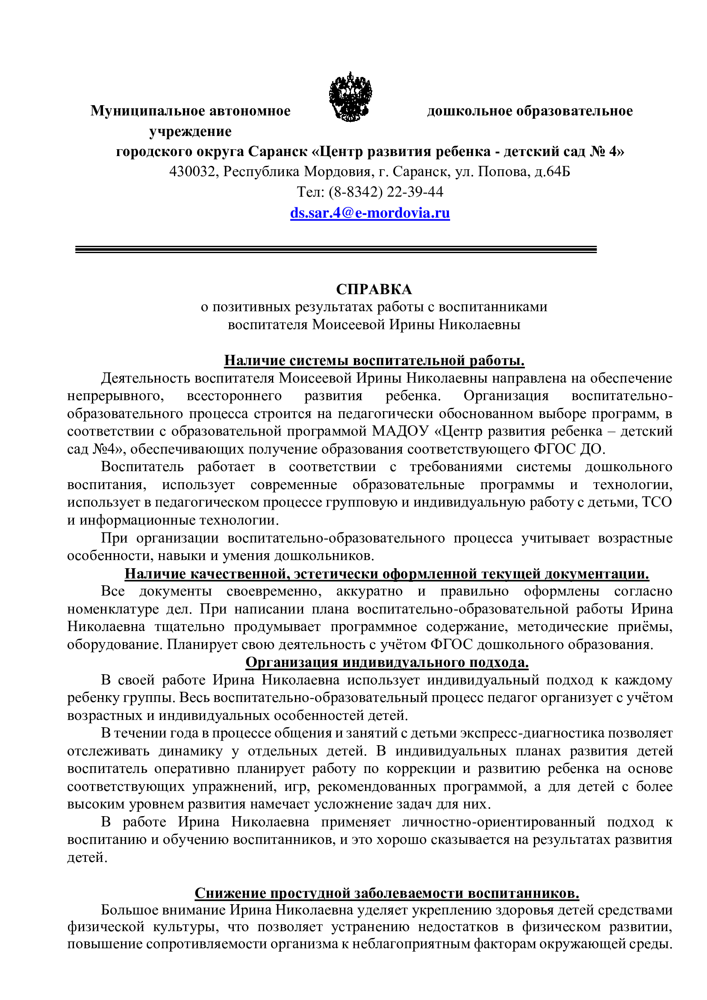 Муниципальное автономное дошкольное образовательное
учреждение
городского округа Саранск «Центр развития ребенка - детский сад № 4»
430032, Республика Мордовия, г. Саранск, ул. Попова, д.64Б
Тел: (8-8342) 22-39-44
ds.sar.4@e-mordovia.ru
СПРАВКА
о позитивных результатах работы с воспитанниками
воспитателя Моисеевой Ирины Николаевны
Наличие системы воспитательной работы.
Деятельность воспитателя Моисеевой Ирины Николаевны направлена на обеспечение
непрерывного, всестороннего развития ребенка. Организация воспитательно-
образовательного процесса строится на педагогически обоснованном выборе программ, в
соответствии с образовательной программой МАДОУ «Центр развития ребенка – детский
сад №4», обеспечивающих получение образования соответствующего ФГОС ДО.
Воспитатель работает в соответствии с требованиями системы дошкольного
воспитания, использует современные образовательные программы и технологии,
использует в педагогическом процессе групповую и индивидуальную работу с детьми, ТСО
и информационные технологии.
При организации воспитательно-образовательного процесса учитывает возрастные
особенности, навыки и умения дошкольников.
Наличие качественной, эстетически оформленной текущей документации.
Все документы своевременно, аккуратно и правильно оформлены согласно
номенклатуре дел. При написании плана воспитательно-образовательной работы Ирина
Николаевна тщательно продумывает программное содержание, методические приёмы,
оборудование. Планирует свою деятельность с учётом ФГОС дошкольного образования.
Организация индивидуального подхода.
В своей работе Ирина Николаевна использует индивидуальный подход к каждому
ребенку группы. Весь воспитательно-образовательный процесс педагог организует с учётом
возрастных и индивидуальных особенностей детей.
В течении года в процессе общения и занятий с детьми экспресс-диагностика позволяет
отслеживать динамику у отдельных детей. В индивидуальных планах развития детей
воспитатель оперативно планирует работу по коррекции и развитию ребенка на основе
соответствующих упражнений, игр, рекомендованных программой, а для детей с более
высоким уровнем развития намечает усложнение задач для них.
В работе Ирина Николаевна применяет личностно-ориентированный подход к
воспитанию и обучению воспитанников, и это хорошо сказывается на результатах развития
детей.
Снижение простудной заболеваемости воспитанников.
Большое внимание Ирина Николаевна уделяет укреплению здоровья детей средствами
физической культуры, что позволяет устранению недостатков в физическом развитии,
повышение сопротивляемости организма к неблагоприятным факторам окружающей среды.